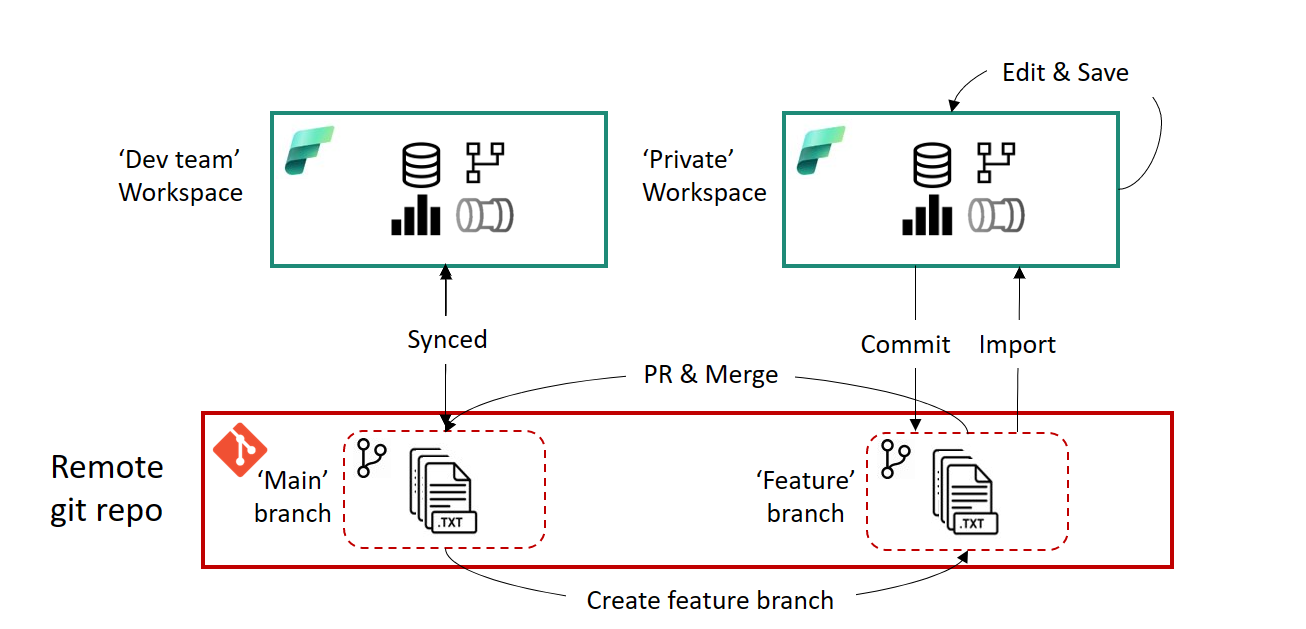 Edit & Save
‘Dev team’
Workspace
‘Private’
Workspace
Synced
Commit
Import
PR & Merge
Remote
git repo
‘Main’
branch
.TXT
‘Feature’
branch
.TXT
Create feature branch